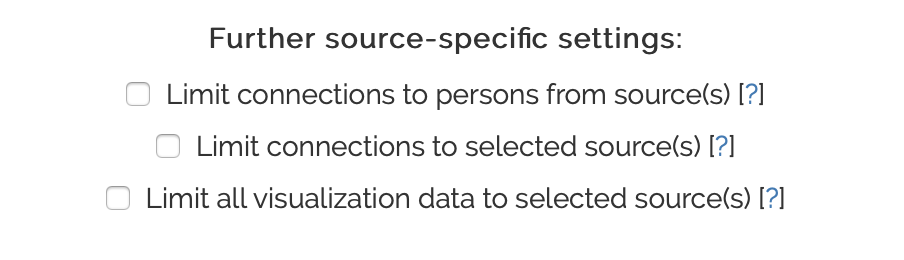 Further source-specific settings:
Limit connections to persons from source(s) [?]
Limit connections to selected source(s) [?]
Limit all visualization data to selected source(s) [?]